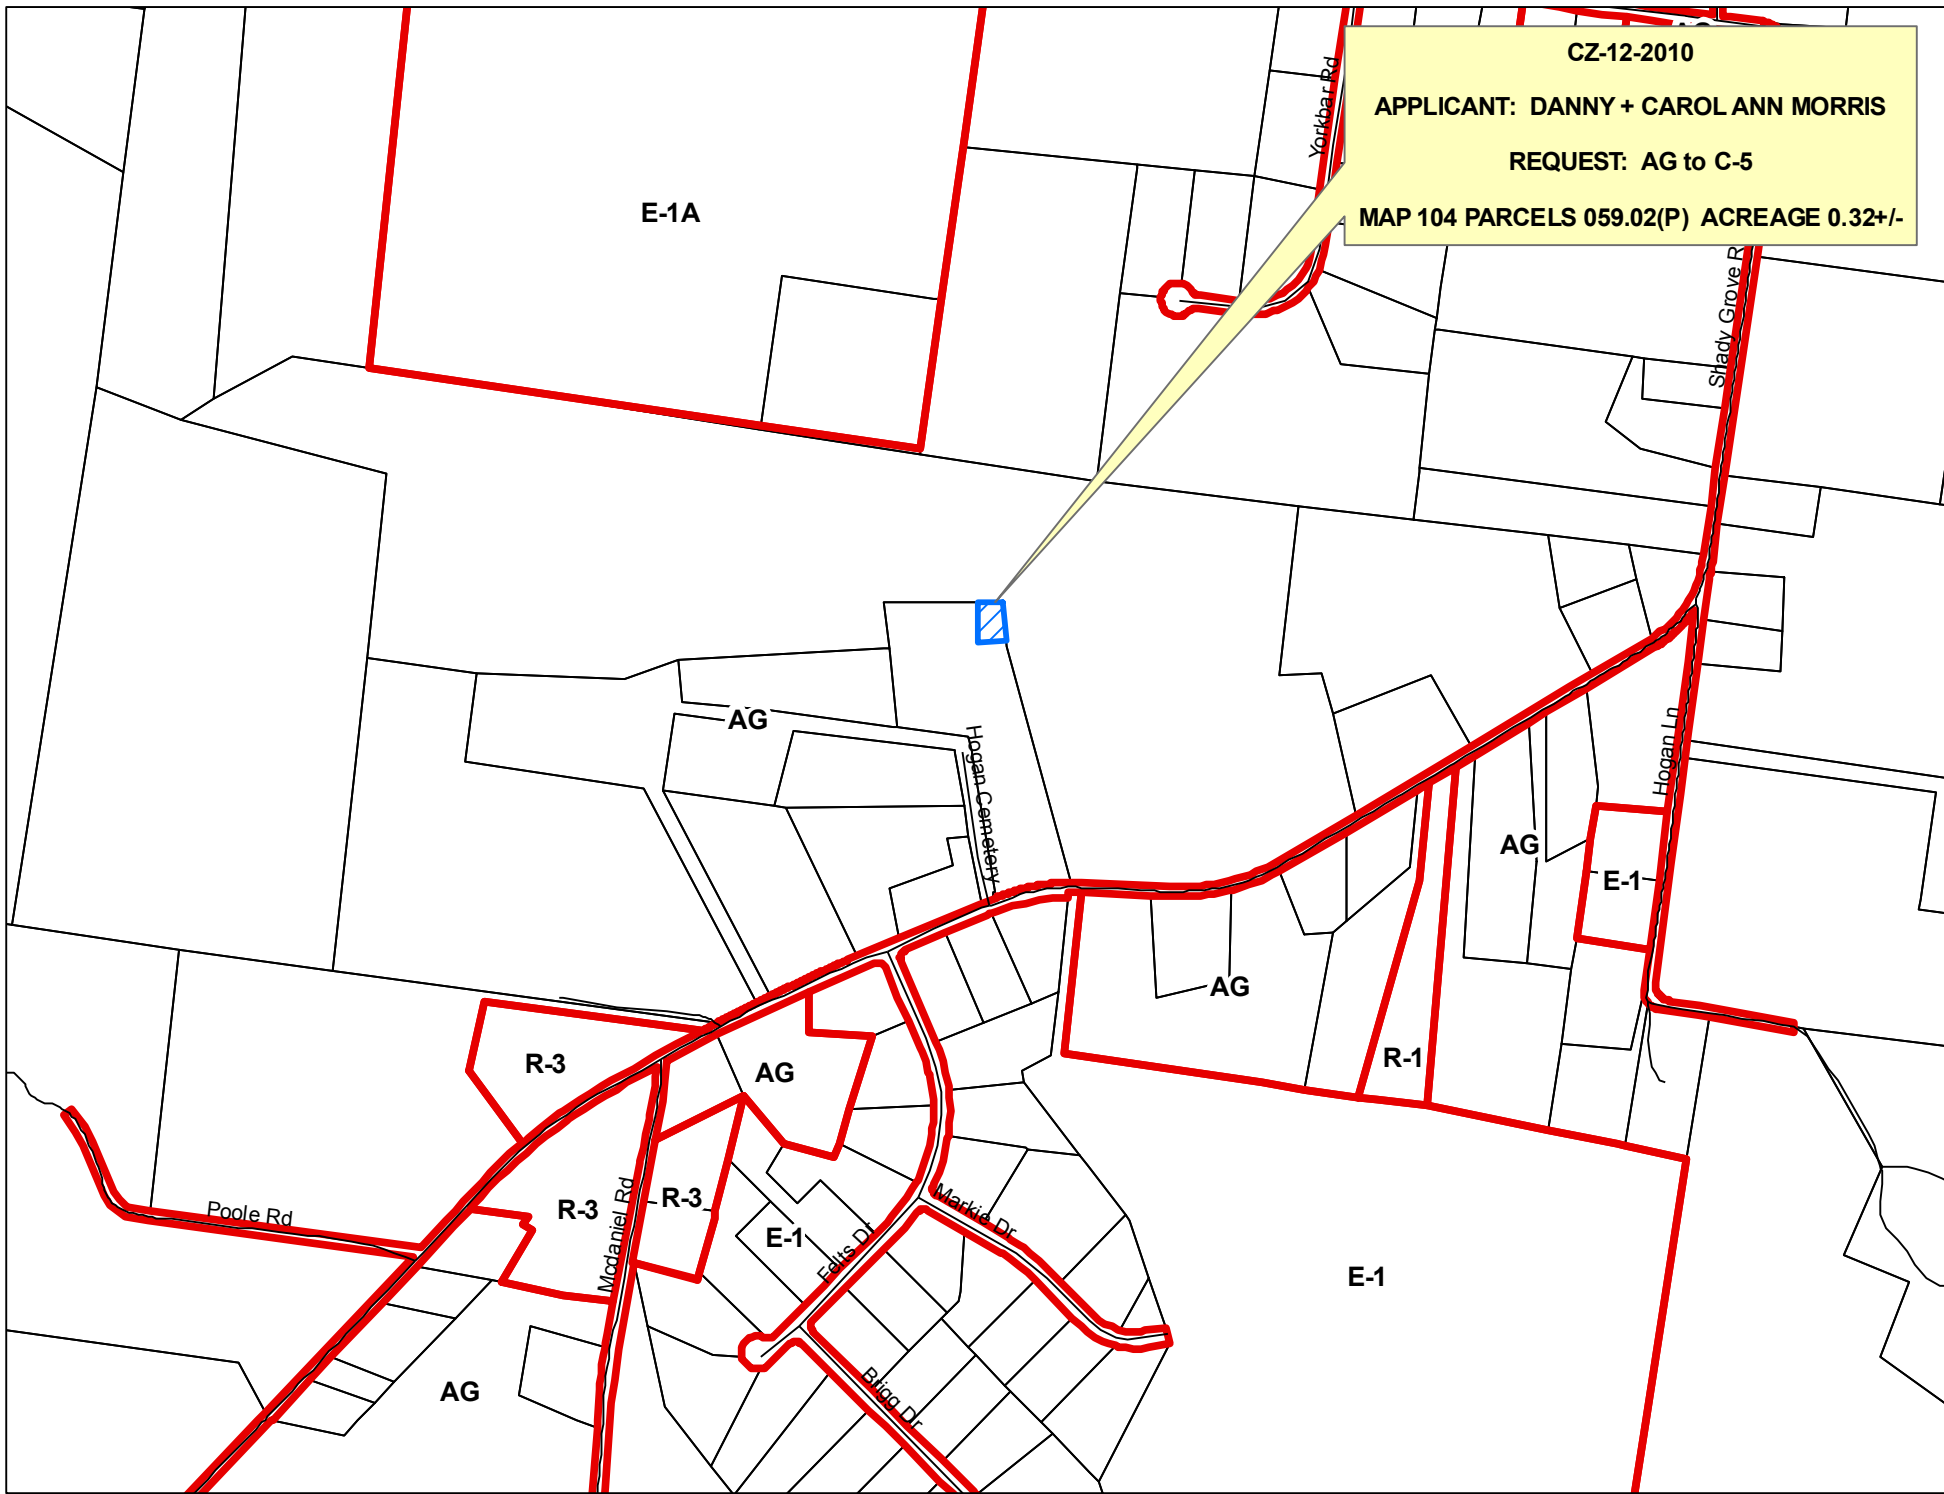 AG
CZ-12-2010
APPLICANT: DANNY + CAROL ANN MORRIS
REQUEST: AG to C-5
MAP 104 PARCELS 059.02(P) ACREAGE 0.32+/-
Yorkbar Rd
E-1A
Shady Grove R
AG
Hogan Cemetery
Hogan Ln
AG
E-1
AG
R-3
AG
R-1
R-3
R-3
Poole Rd
Mcdaniel Rd
E-1
Felts Dr
Markie Dr
E-1
AG
Brigg Dr